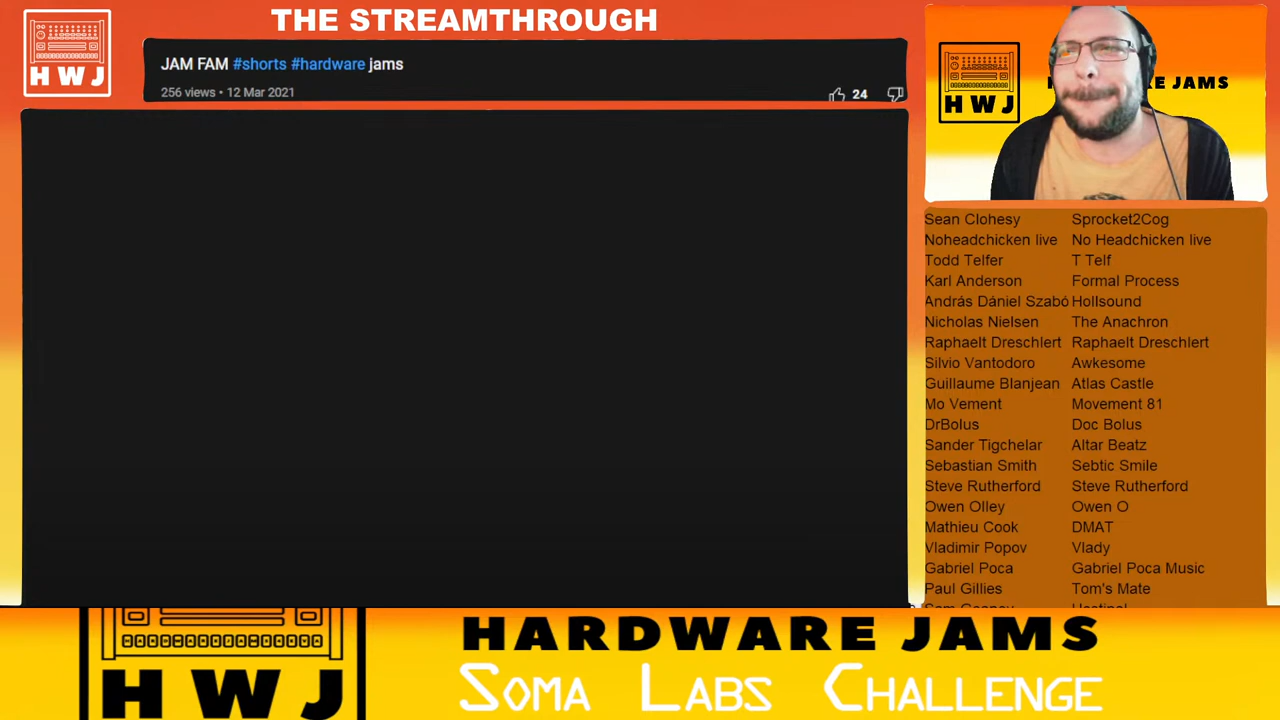 THE STREAMTHROUGH
HWJ
JAM FAM #shorts #hardware jams
256 views • 12 Mar 2021
24
HWJ
RE JAMS
Sean Clohesy Sprocket2Cog
Noheadchicken live No Headchicken live
Todd Telfer T Telf
Karl Anderson Formal Process
András Dániel Szabó Hollsound
Nicholas Nielsen The Anachron
Raphaelt Dreschlert Raphaelt Dreschlert
Silvio Vantodoro Awkesome
Guillaume Blanjean Atlas Castle
Mo Vement Movement 81
DrBolus Doc Bolus
Sander Tigchelar Altar Beatz
Sebastian Smith Sebtic Smile
Steve Rutherford Steve Rutherford
Owen Olley Owen O
Mathieu Cook DMAT
Vladimir Popov Vlady
Gabriel Poca Gabriel Poca Music
Paul Gillies Tom's Mate
HWJ
HARDWARE JAMS
SOMA LABS CHALLENGE